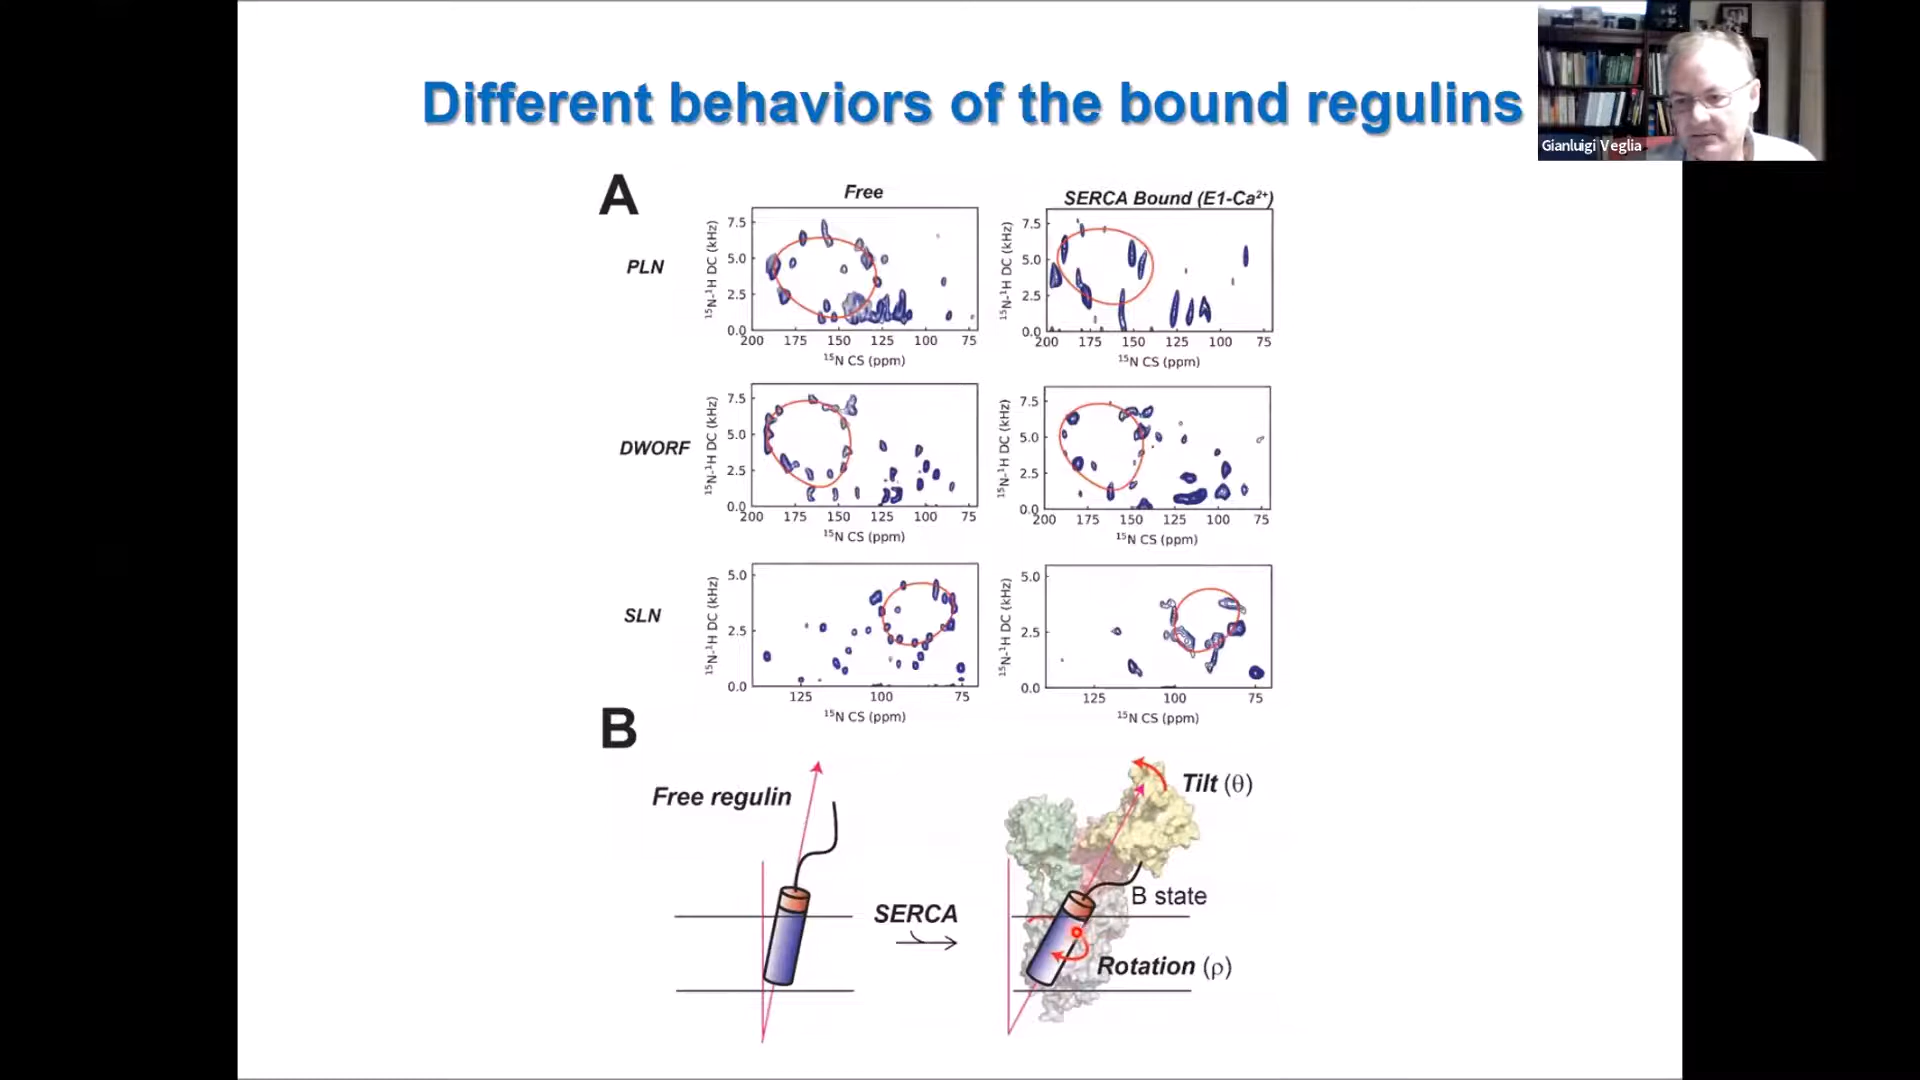 Different behaviors of the bound regulins
Gianluigi Veglia
A
Free
SERCA Bound (E1-Ca²⁺)
PLN
¹⁵N-¹H DC (kHz)
7.5
5.0
2.5
0.0
200 175 150 125 100 75
¹⁵N CS (ppm)
¹⁵N-¹H DC (kHz)
7.5
5.0
2.5
0.0
200 175 150 125 100 75
¹⁵N CS (ppm)
DWORF
¹⁵N-¹H DC (kHz)
7.5
5.0
2.5
0.0
200 175 150 125 100 75
¹⁵N CS (ppm)
¹⁵N-¹H DC (kHz)
7.5
5.0
2.5
0.0
200 175 150 125 100 75
¹⁵N CS (ppm)
SLN
¹⁵N-¹H DC (kHz)
5.0
2.5
0.0
125 100 75
¹⁵N CS (ppm)
¹⁵N-¹H DC (kHz)
5.0
2.5
0.0
125 100 75
¹⁵N CS (ppm)
B
Free regulin
SERCA
Tilt (θ)
B state
Rotation (ρ)